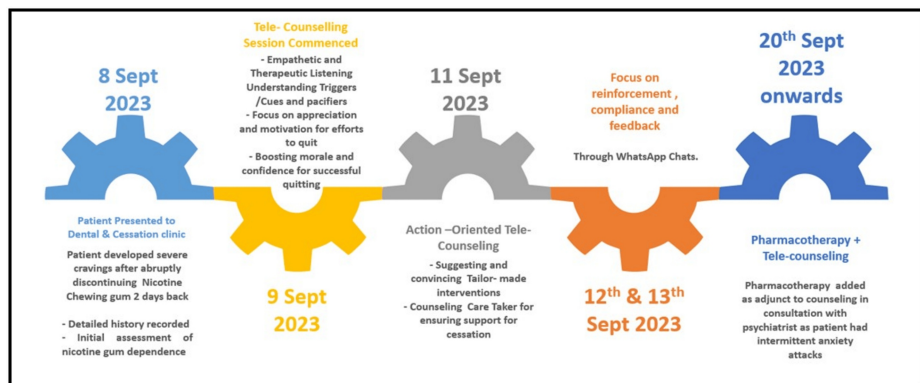 8 Sept
2023
Patient Presented to
Dental & Cessation clinic
Patient developed severe
cravings after abruptly
discontinuing Nicotine
Chewing gum 2 days back
- Detailed history recorded
- Initial assessment of
nicotine gum dependence
Tele- Counselling
Session Commenced
- Empathetic and
Therapeutic Listening
Understanding Triggers
/Cues and pacifiers
- Focus on appreciation
and motivation for efforts
to quit
- Boosting morale and
confidence for successful
quitting
9 Sept
2023
11 Sept
2023
Action –Oriented Tele-
Counseling
- Suggesting and
convincing Tailor- made
interventions
- Counseling Care Taker for
ensuring support for
cessation
Focus on
reinforcement ,
compliance and
feedback
Through WhatsApp Chats.
12th & 13th
Sept 2023
20th Sept
2023
onwards
Pharmacotherapy +
Tele-counseling
Pharmacotherapy added
as adjunct to counseling in
consultation with
psychiatrist as patient had
intermittent anxiety
attacks